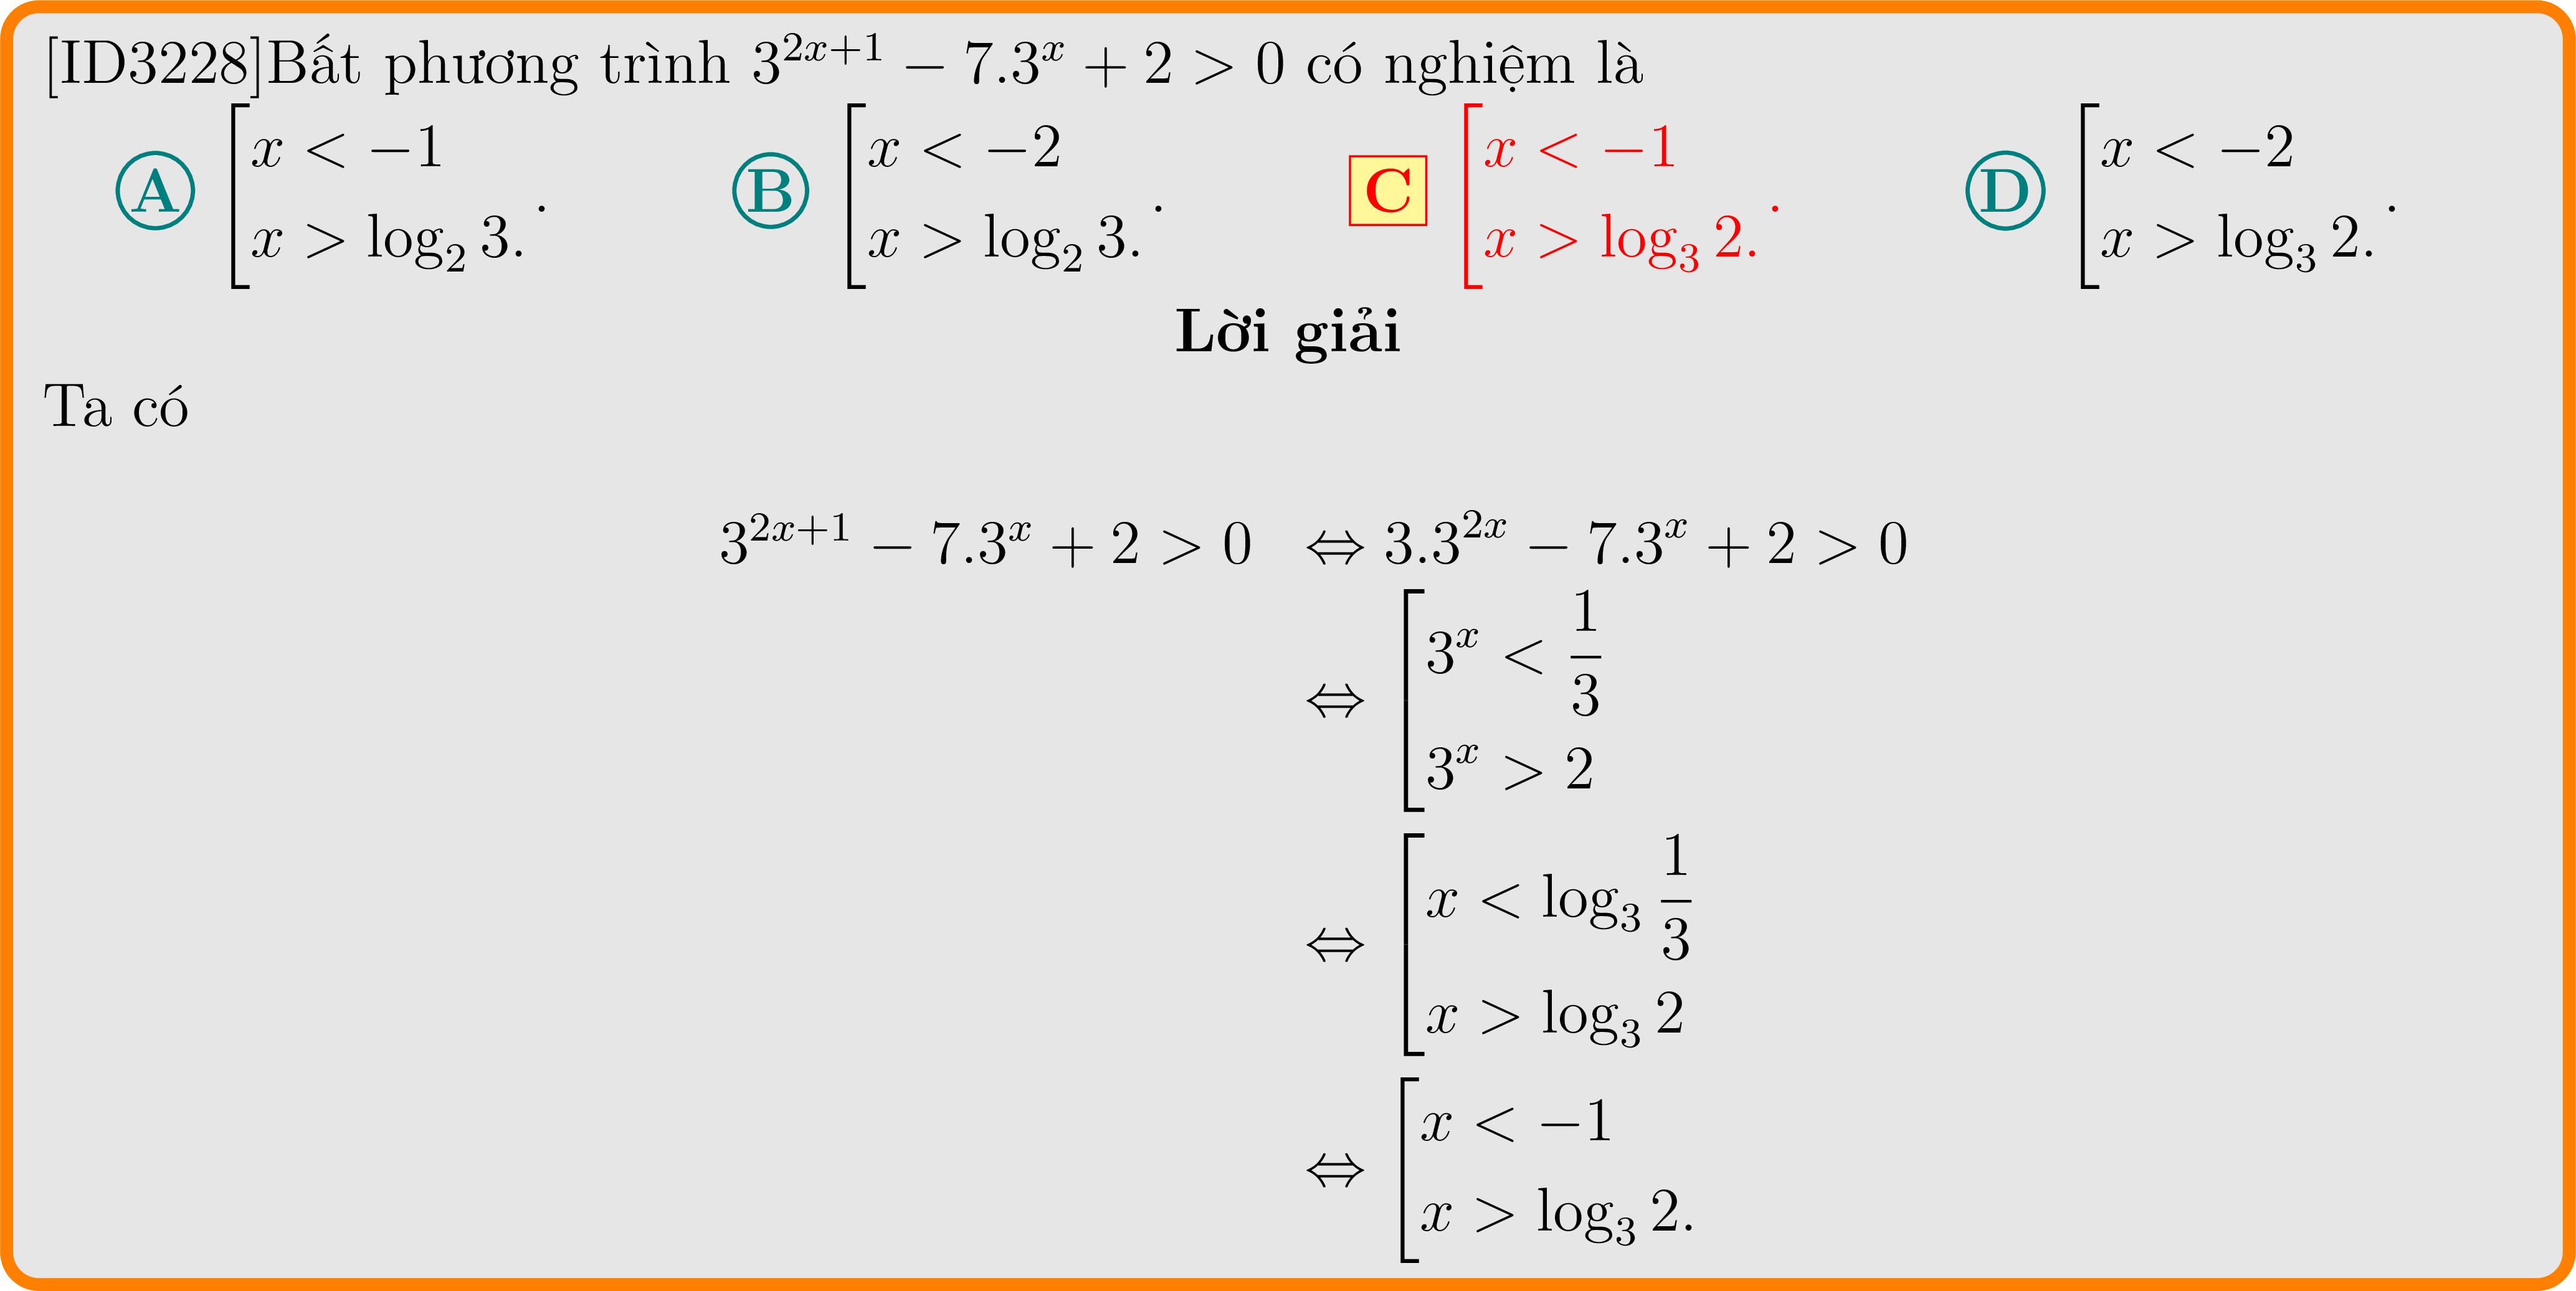 [ID3228]Bất phương trình $3^{2x+1} - 7.3^x + 2 > 0$ có nghiệm là
A $\left[\begin{array}{l} x < -1 \\ x > \log_2 3. \end{array}\right.$. B $\left[\begin{array}{l} x < -2 \\ x > \log_2 3. \end{array}\right.$. C $\left[\begin{array}{l} x < -1 \\ x > \log_3 2. \end{array}\right.$. D $\left[\begin{array}{l} x < -2 \\ x > \log_3 2. \end{array}\right.$.
Lời giải
Ta có
$3^{2x+1} - 7.3^x + 2 > 0 \Leftrightarrow 3.3^{2x} - 7.3^x + 2 > 0$
$\Leftrightarrow \left[\begin{array}{l} 3^x < \dfrac{1}{3} \\ 3^x > 2 \end{array}\right.$
$\Leftrightarrow \left[\begin{array}{l} x < \log_3 \dfrac{1}{3} \\ x > \log_3 2 \end{array}\right.$
$\Leftrightarrow \left[\begin{array}{l} x < -1 \\ x > \log_3 2. \end{array}\right.$